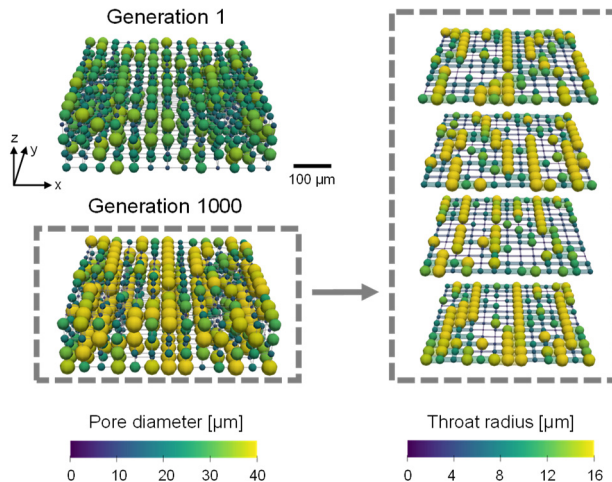 Generation 1
z
y
x
100 µm
Generation 1000
Pore diameter [µm]
0 10 20 30 40
Throat radius [µm]
0 4 8 12 16